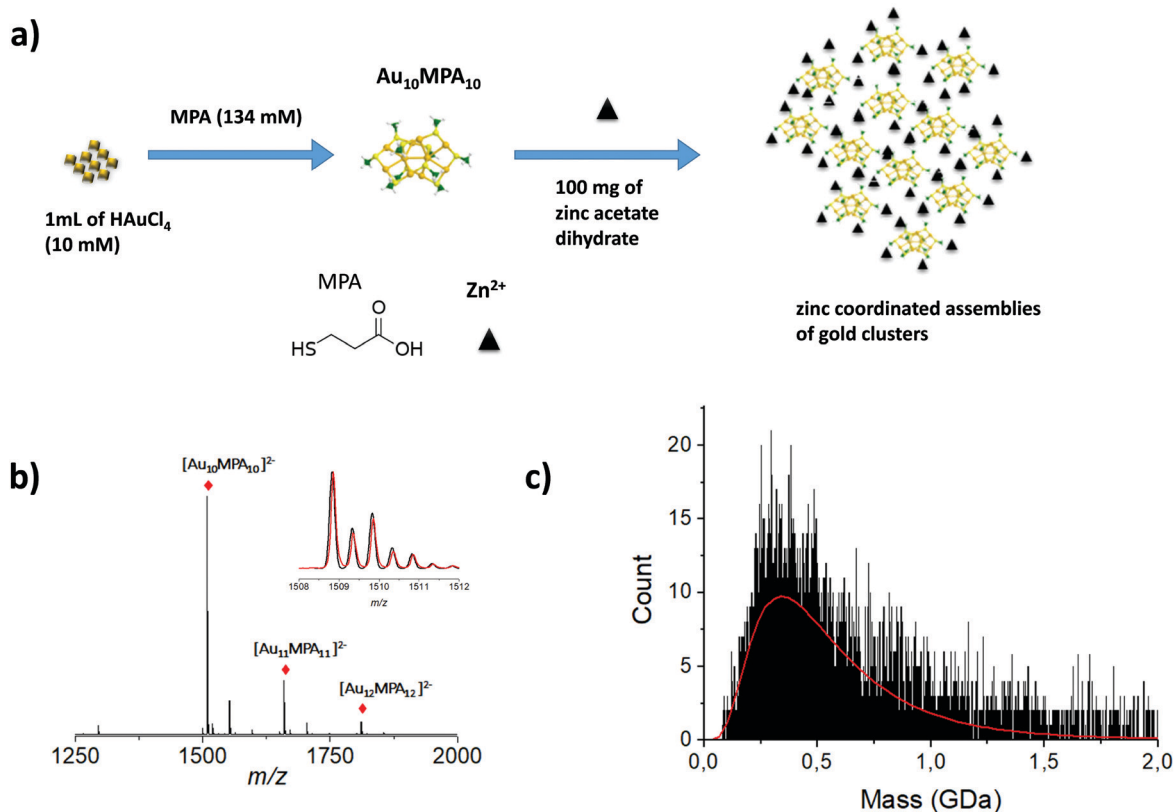 a)
Au₁₀MPA₁₀
MPA (134 mM)
1mL of HAuCl₄
(10 mM)
100 mg of
zinc acetate
dihydrate
MPA
O
HS
OH
Zn²⁺
zinc coordinated assemblies
of gold clusters
b)
[Au₁₀MPA₁₀]²⁻
[Au₁₁MPA₁₁]²⁻
[Au₁₂MPA₁₂]²⁻
1508 1509 1510 1511 1512
m/z
1250 1500 1750 2000
m/z
c)
Count
20
15
10
5
0
0,0 0,5 1,0 1,5 2,0
Mass (GDa)